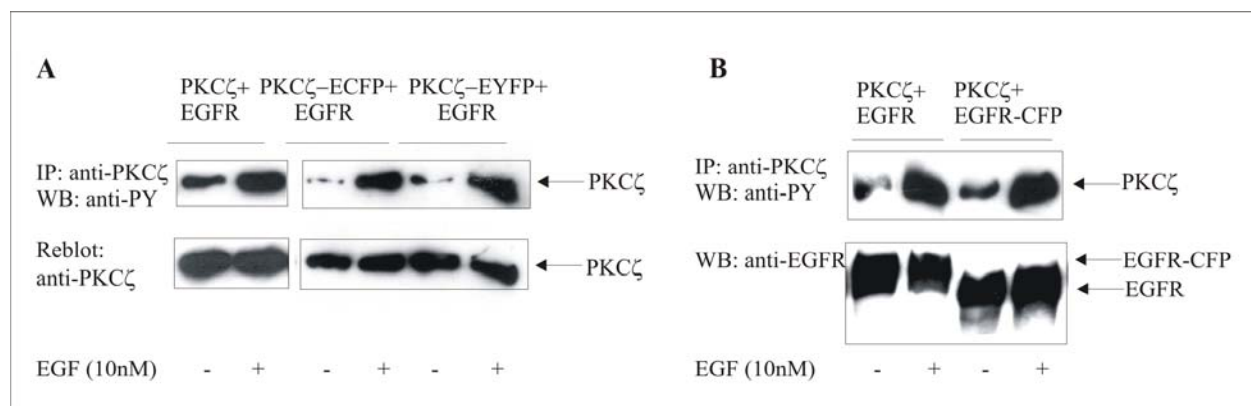 A
PKCζ+ EGFR
PKCζ–ECFP+ EGFR
PKCζ–EYFP+ EGFR
IP: anti-PKCζ
WB: anti-PY
PKCζ
Reblot:
anti-PKCζ
PKCζ
EGF (10nM) - + - + - +
B
PKCζ+ EGFR
PKCζ+ EGFR-CFP
IP: anti-PKCζ
WB: anti-PY
PKCζ
WB: anti-EGFR
EGFR-CFP
EGFR
EGF (10nM) - + - +